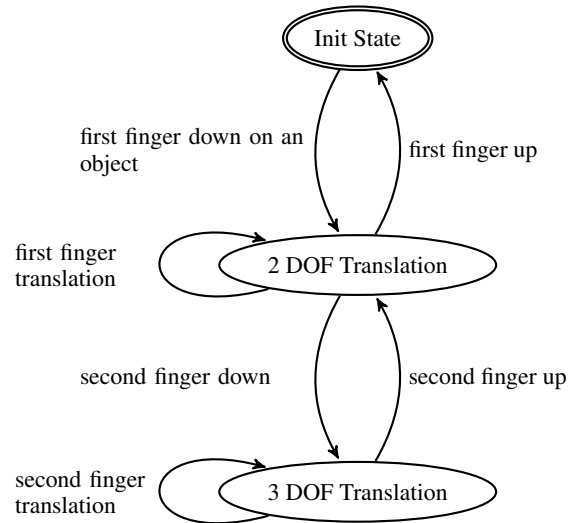 Init State
first finger down on an
object
first finger up
first finger
translation
2 DOF Translation
second finger down
second finger up
second finger
translation
3 DOF Translation